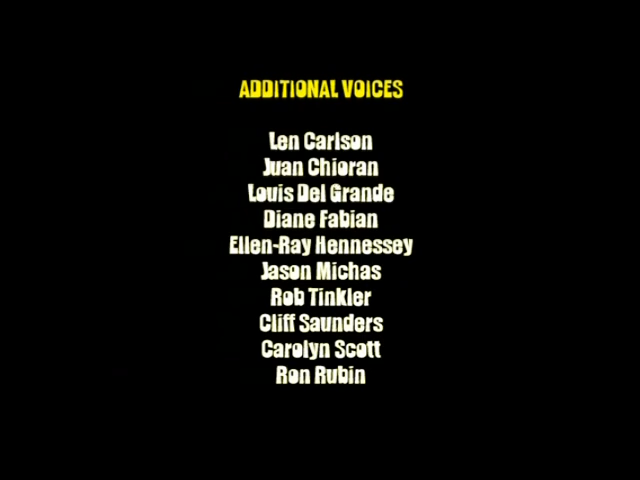 ADDITIONAL VOICES
Len Carlson
Juan Chioran
Louis Del Grande
Diane Fabian
Ellen-Ray Hennessey
Jason Michas
Rob Tinkler
Cliff Saunders
Carolyn Scott
Ron Rubin